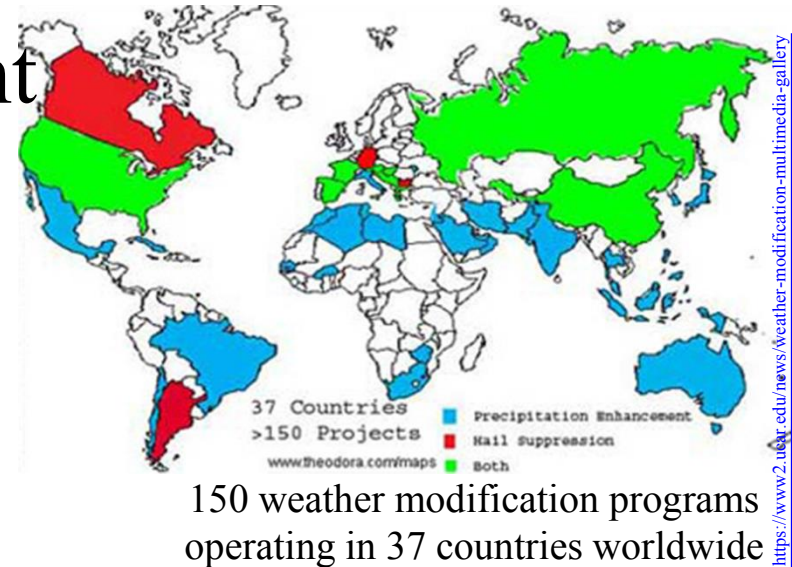 nt
37 Countries
>150 Projects
www.theodora.com/maps
Precipitation Enhancement
Hail Suppression
Both
150 weather modification programs
operating in 37 countries worldwide
https://www2.ucar.edu/news/weather-modification-multimedia-gallery